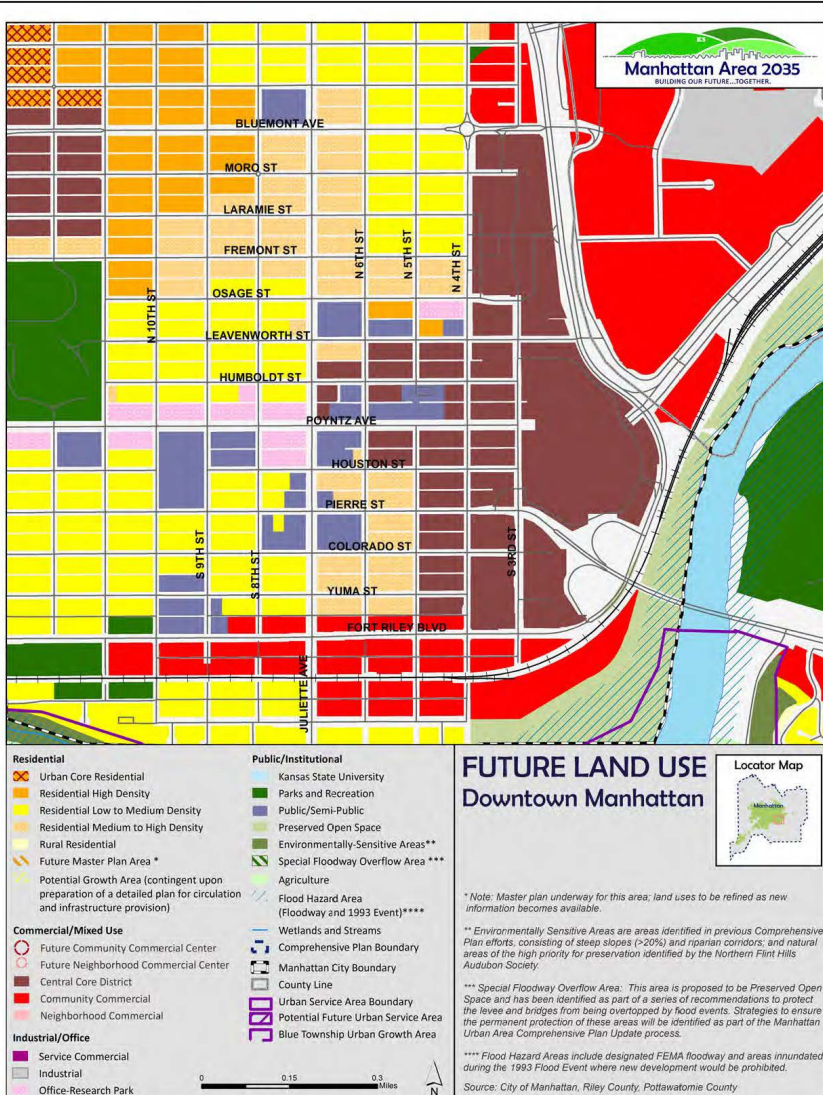 KS
Manhattan Area 2035
BUILDING OUR FUTURE...TOGETHER.
BLUEMONT AVE
MORO ST
LARAMIE ST
FREMONT ST
N 6TH ST
N 5TH ST
N 4TH ST
OSAGE ST
N 10TH ST
LEAVENWORTH ST
HUMBOLDT ST
POYNTZ AVE
HOUSTON ST
PIERRE ST
COLORADO ST
S 9TH ST
S 8TH ST
S 3RD ST
YUMA ST
FORT RILEY BLVD
JULIETTE AVE
Residential
Urban Core Residential
Residential High Density
Residential Low to Medium Density
Residential Medium to High Density
Rural Residential
Future Master Plan Area *
Potential Growth Area (contingent upon
preparation of a detailed plan for circulation
and infrastructure provision)
Commercial/Mixed Use
Future Community Commercial Center
Future Neighborhood Commercial Center
Central Core District
Community Commercial
Neighborhood Commercial
Industrial/Office
Service Commercial
Industrial
Office-Research Park
Public/Institutional
Kansas State University
Parks and Recreation
Public/Semi-Public
Preserved Open Space
Environmentally-Sensitive Areas**
Special Floodway Overflow Area ***
Agriculture
Flood Hazard Area
(Floodway and 1993 Event)****
Wetlands and Streams
Comprehensive Plan Boundary
Manhattan City Boundary
County Line
Urban Service Area Boundary
Potential Future Urban Service Area
Blue Township Urban Growth Area
0 0.15 0.3
Miles
N
FUTURE LAND USE
Downtown Manhattan
Locator Map
Manhattan
* Note: Master plan underway for this area; land uses to be refined as new
information becomes available.
** Environmentally Sensitive Areas are areas identified in previous Comprehensive
Plan efforts, consisting of steep slopes (>20%) and riparian corridors; and natural
areas of the high priority for preservation identified by the Northern Flint Hills
Audubon Society.
*** Special Floodway Overflow Area: This area is proposed to be Preserved Open
Space and has been identified as part of a series of recommendations to protect
the levee and bridges from being overtopped by flood events. Strategies to ensure
the permanent protection of these areas will be identified as part of the Manhattan
Urban Area Comprehensive Plan Update process.
**** Flood Hazard Areas include designated FEMA floodway and areas innundated
during the 1993 Flood Event where new development would be prohibited.
Source: City of Manhattan, Riley County, Pottawatomie County